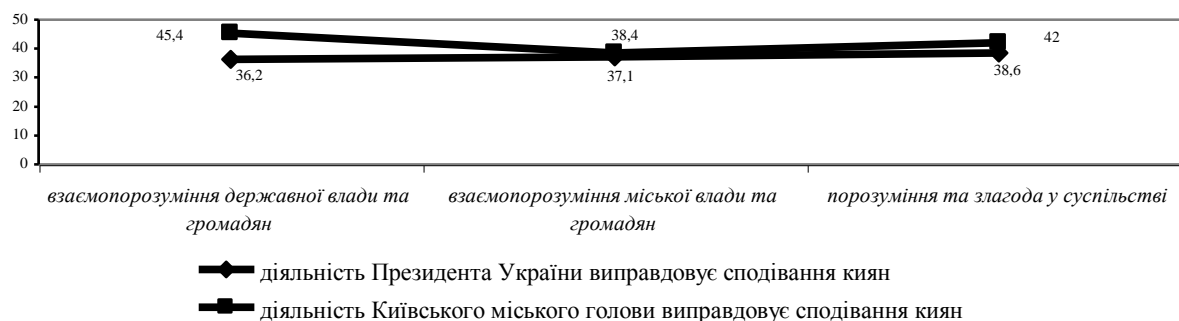 50
45,4
38,4
42
40
30
36,2
37,1
38,6
20
10
0
взаємопорозуміння державної влади та
громадян
взаємопорозуміння міської влади та
громадян
порозуміння та злагода у суспільстві
діяльність Президента України виправдовує сподівання киян
діяльність Київського міського голови виправдовує сподівання киян